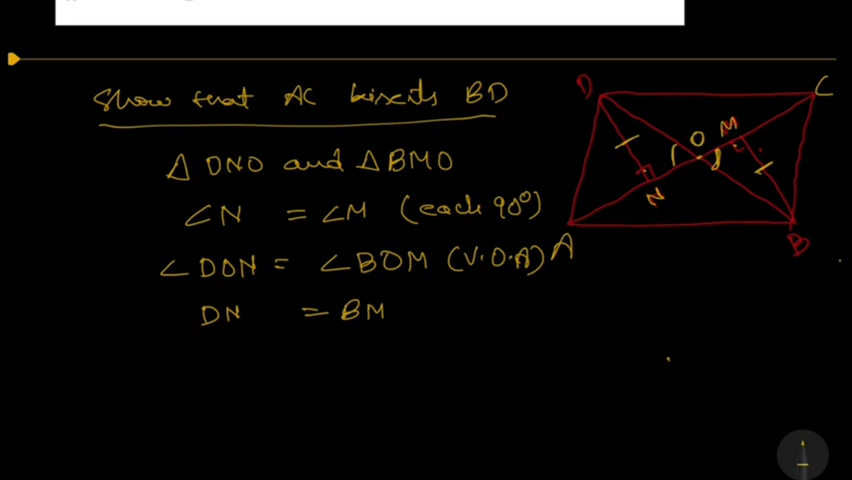 Show that AC bisects BD
△ DNO and △ BMO
∠N = ∠M (each 90°)
∠DON = ∠BOM (V.O.A)
DN = BM
D
C
O
M
N
A
B